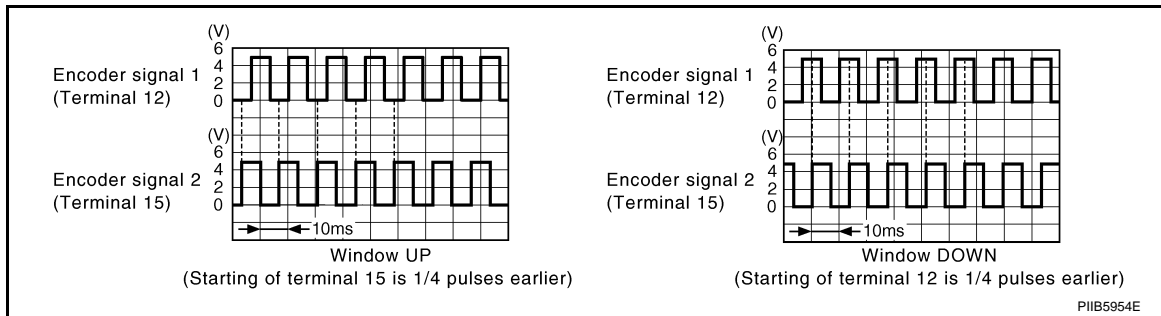 (V)
6
4
2
0
Encoder signal 1
(Terminal 12)
(V)
6
4
2
0
Encoder signal 2
(Terminal 15)
10ms
Window UP
(Starting of terminal 15 is 1/4 pulses earlier)
(V)
6
4
2
0
Encoder signal 1
(Terminal 12)
(V)
6
4
2
0
Encoder signal 2
(Terminal 15)
10ms
Window DOWN
(Starting of terminal 12 is 1/4 pulses earlier)
PIIB5954E